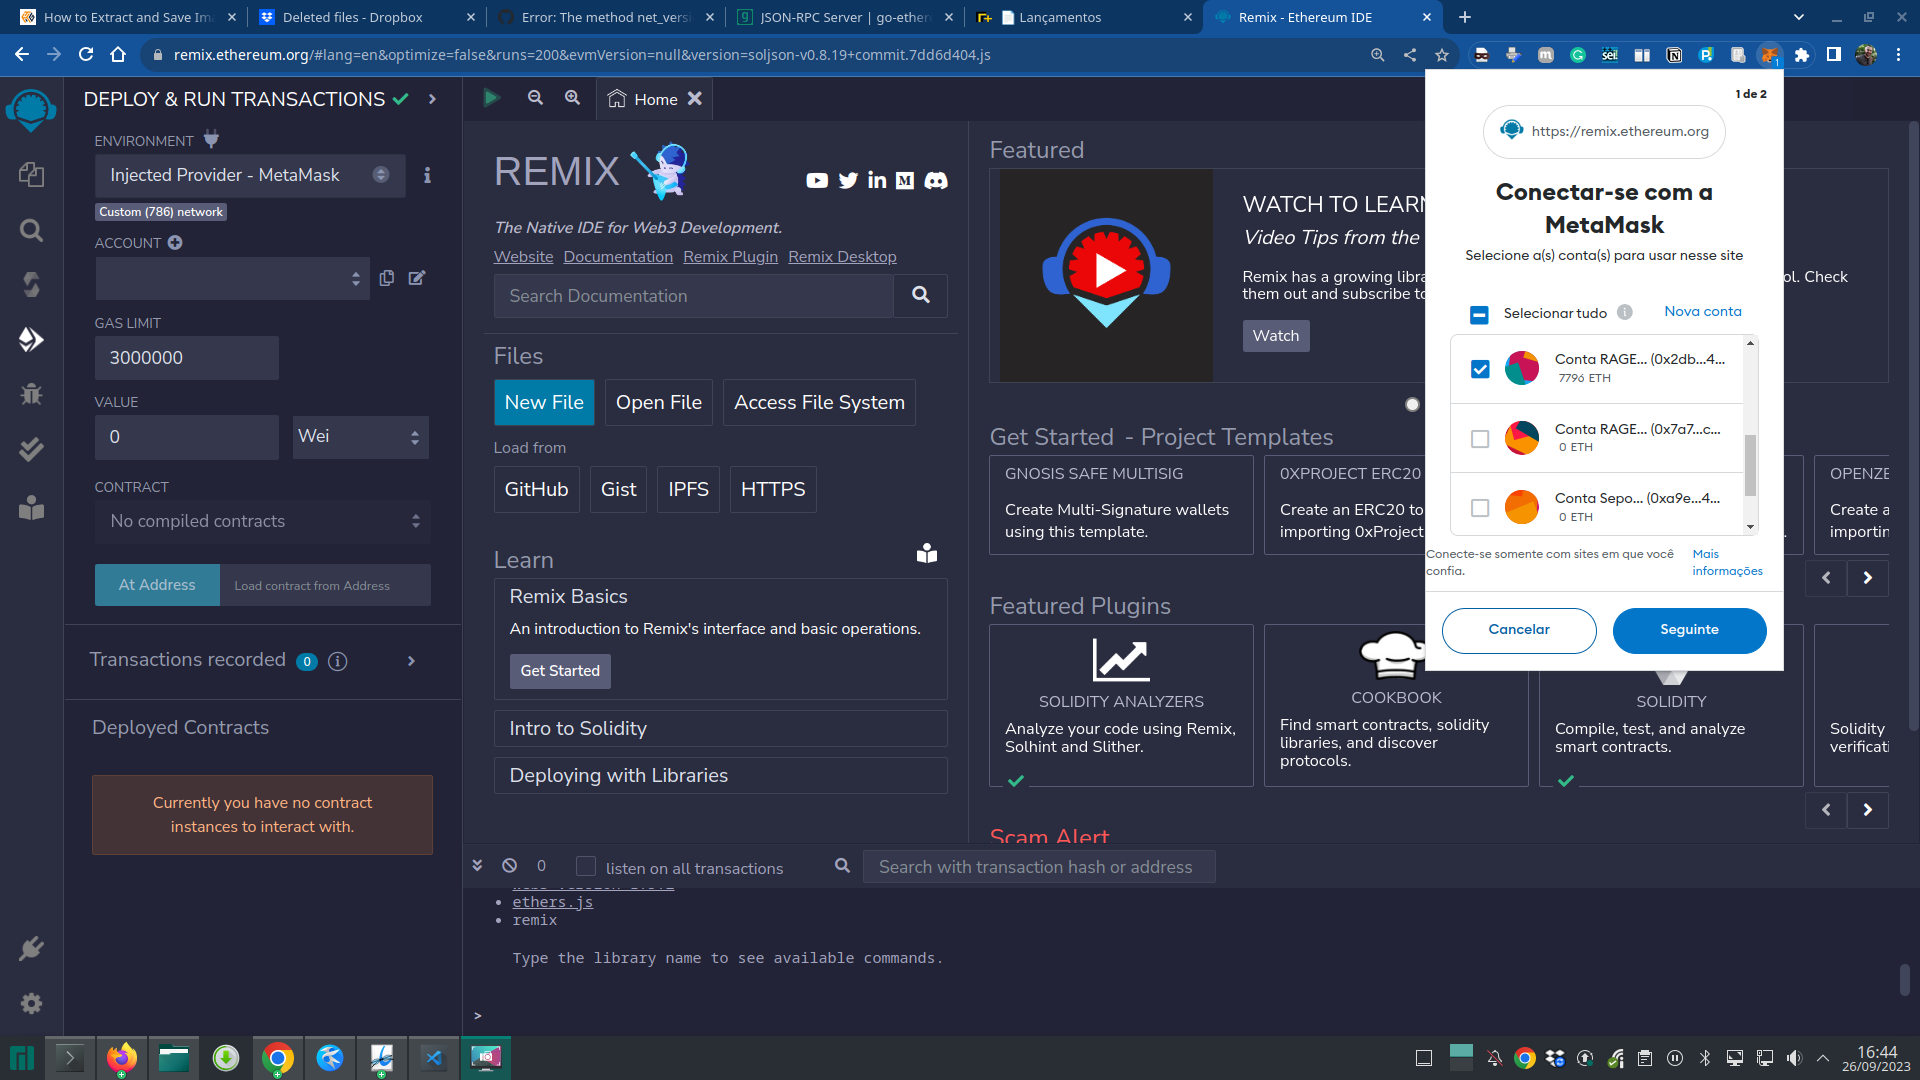 How to Extract and Save Im
Deleted files - Dropbox
Error: The method net_versi
JSON-RPC Server | go-ether
Lançamentos
Remix - Ethereum IDE
remix.ethereum.org/#lang=en&optimize=false&runs=200&evmVersion=null&version=soljson-v0.8.19+commit.7dd6d404.js
DEPLOY & RUN TRANSACTIONS
ENVIRONMENT
Injected Provider - MetaMask
Custom (786) network
ACCOUNT
GAS LIMIT
3000000
VALUE
0
Wei
CONTRACT
No compiled contracts
At Address
Load contract from Address
Transactions recorded 0
Deployed Contracts
Currently you have no contract
instances to interact with.
Home
REMIX
The Native IDE for Web3 Development.
Website Documentation Remix Plugin Remix Desktop
Search Documentation
Files
New File
Open File
Access File System
Load from
GitHub
Gist
IPFS
HTTPS
Learn
Remix Basics
An introduction to Remix's interface and basic operations.
Get Started
Intro to Solidity
Deploying with Libraries
Featured
WATCH TO LEARN
Video Tips from the
Remix has a growing libra
ol. Check
them out and subscribe to
Watch
Get Started - Project Templates
GNOSIS SAFE MULTISIG
Create Multi-Signature wallets
using this template.
0XPROJECT ERC20
Create an ERC20 to
importing 0xProject
OPENZE
Create a
importin
Featured Plugins
SOLIDITY ANALYZERS
Analyze your code using Remix,
Solhint and Slither.
COOKBOOK
Find smart contracts, solidity
libraries, and discover
protocols.
SOLIDITY
Compile, test, and analyze
smart contracts.
Solidity
verificati
Scam Alert
1 de 2
https://remix.ethereum.org
Conectar-se com a
MetaMask
Selecione a(s) conta(s) para usar nesse site
Selecionar tudo
Nova conta
Conta RAGE... (0x2db...4...
7796 ETH
Conta RAGE... (0x7a7...c...
0 ETH
Conta Sepo... (0xa9e...4...
0 ETH
Conecte-se somente com sites em que você
confia.
Mais
informações
Cancelar
Seguinte
0
listen on all transactions
Search with transaction hash or address
• ethers.js
• remix
Type the library name to see available commands.
>
16:44
26/09/2023